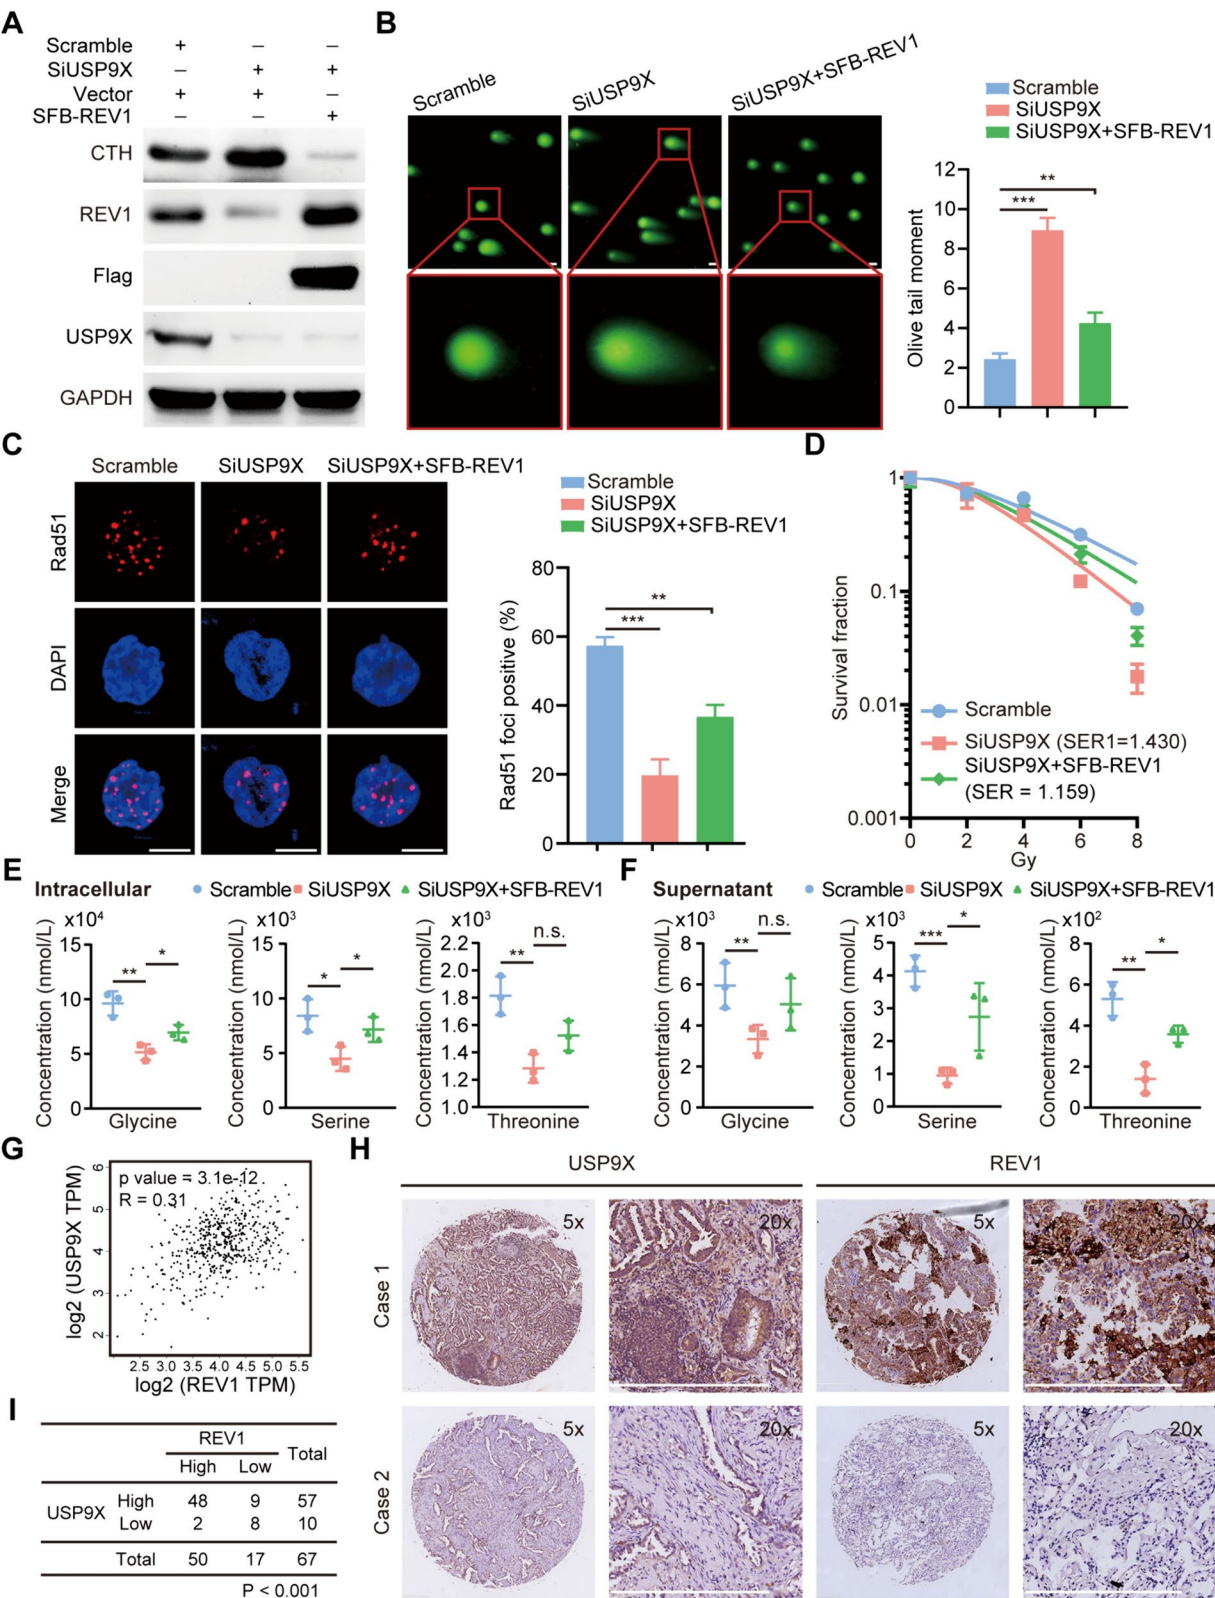 A
Scramble + − −
SiUSP9X − + +
Vector + + −
SFB-REV1 − − +
CTH
REV1
Flag
USP9X
GAPDH
B
Scramble
SiUSP9X
SiUSP9X+SFB-REV1
Scramble
SiUSP9X
SiUSP9X+SFB-REV1
Olive tail moment
12
10
8
6
4
2
0
**
***
C
Scramble SiUSP9X SiUSP9X+SFB-REV1
Rad51
DAPI
Merge
Scramble
SiUSP9X
SiUSP9X+SFB-REV1
Rad51 foci positive (%)
80
60
40
20
0
**
***
D
Survival fraction
1
0.1
0.01
0.001
Scramble
SiUSP9X (SER1=1.430)
SiUSP9X+SFB-REV1
(SER = 1.159)
0 2 4 6 8
Gy
E Intracellular Scramble SiUSP9X SiUSP9X+SFB-REV1
Concentration (nmol/L)
x10⁴
15
10
5
0
** *
Glycine
Concentration (nmol/L)
x10³
15
10
5
0
* *
Serine
Concentration (nmol/L)
x10³
2.2
2.0
1.8
1.6
1.4
1.2
1.0
** n.s.
Threonine
F Supernatant Scramble SiUSP9X SiUSP9X+SFB-REV1
Concentration (nmol/L)
x10³
8
6
4
2
0
** n.s.
Glycine
Concentration (nmol/L)
x10³
5
4
3
2
1
0
*** *
Serine
Concentration (nmol/L)
x10²
8
6
4
2
0
** *
Threonine
G
log2 (USP9X TPM)
6
5
4
3
2
p value = 3.1e-12
R = 0.31
2.5 3.0 3.5 4.0 4.5 5.0 5.5
log2 (REV1 TPM)
H
USP9X REV1
Case 1
5x 20x 5x 20x
Case 2
5x 20x 5x 20x
I
REV1 Total
High Low
USP9X High 48 9 57
Low 2 8 10
Total 50 17 67
P < 0.001